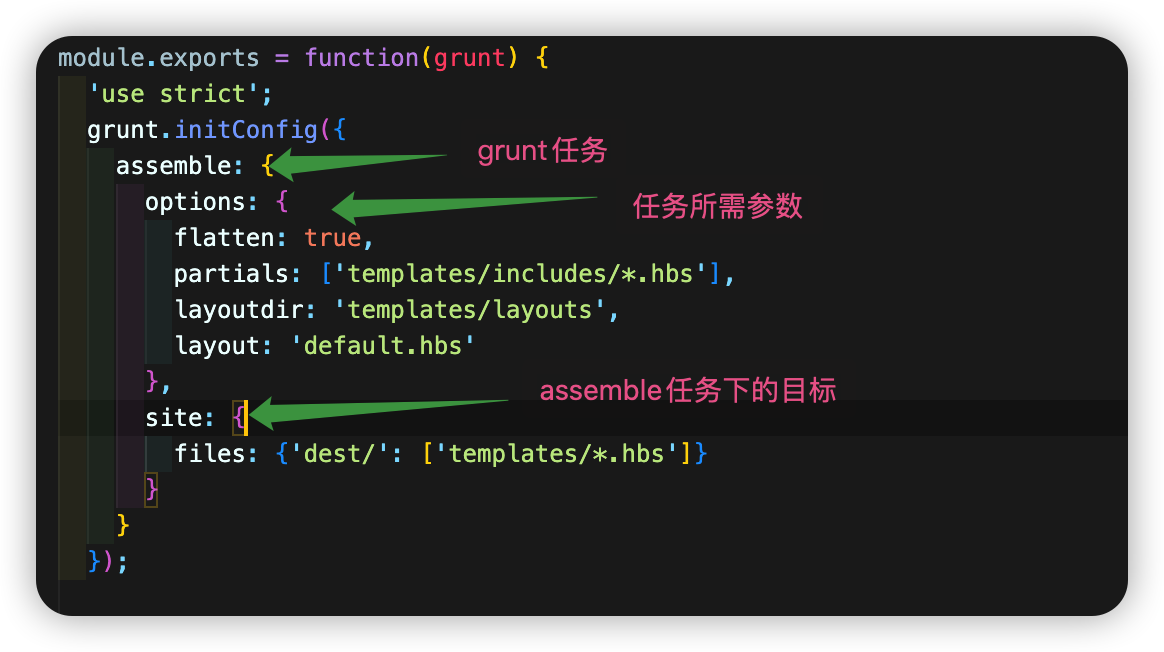 module.exports = function(grunt) {
'use strict';
grunt.initConfig({
assemble: {
grunt任务
options: {
任务所需参数
flatten: true,
partials: ['templates/includes/*.hbs'],
layoutdir: 'templates/layouts',
layout: 'default.hbs'
},
assemble任务下的目标
site: {
files: {'dest/': ['templates/*.hbs']}
}
}
});